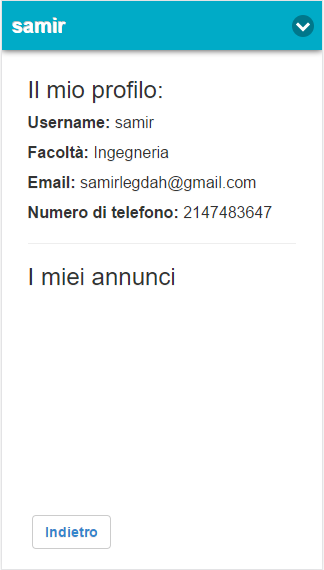 samir
Il mio profilo:
Username: samir
Facoltà: Ingegneria
Email: samirlegdah@gmail.com
Numero di telefono: 2147483647
I miei annunci
Indietro